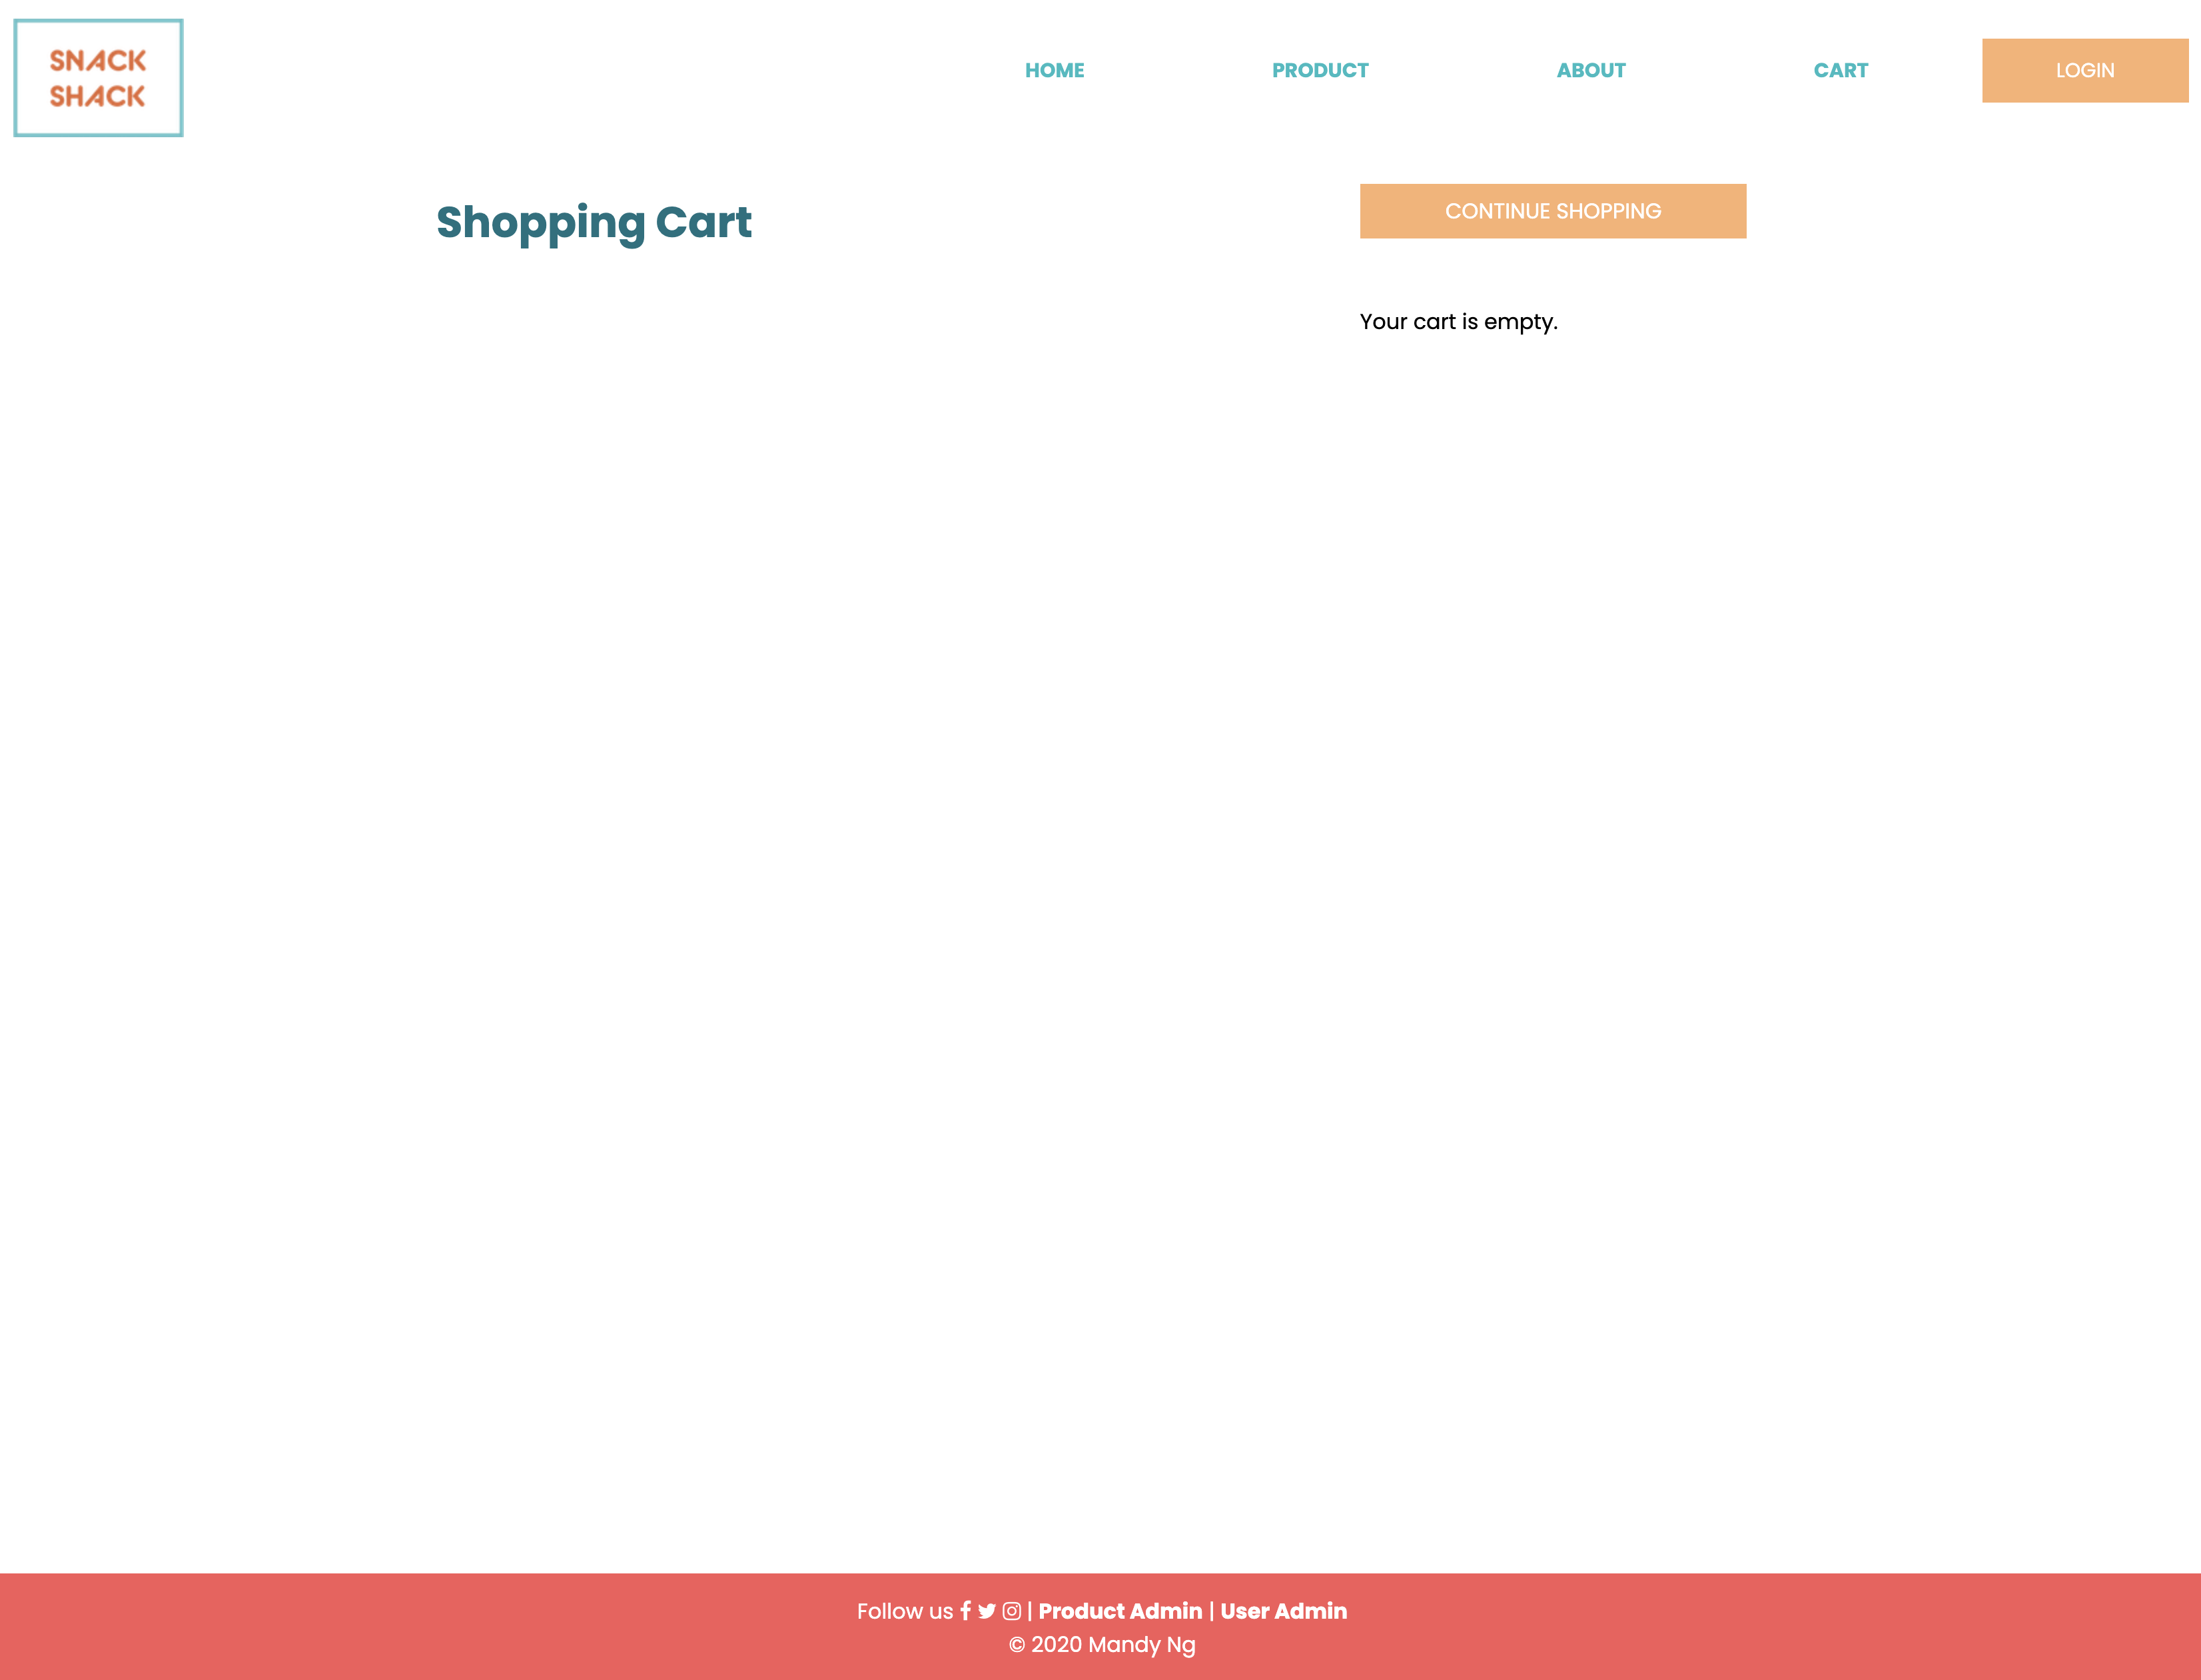 SNACK
SHACK
HOME
PRODUCT
ABOUT
CART
LOGIN
Shopping Cart
CONTINUE SHOPPING
Your cart is empty.
Follow us | Product Admin | User Admin
© 2020 Mandy Ng